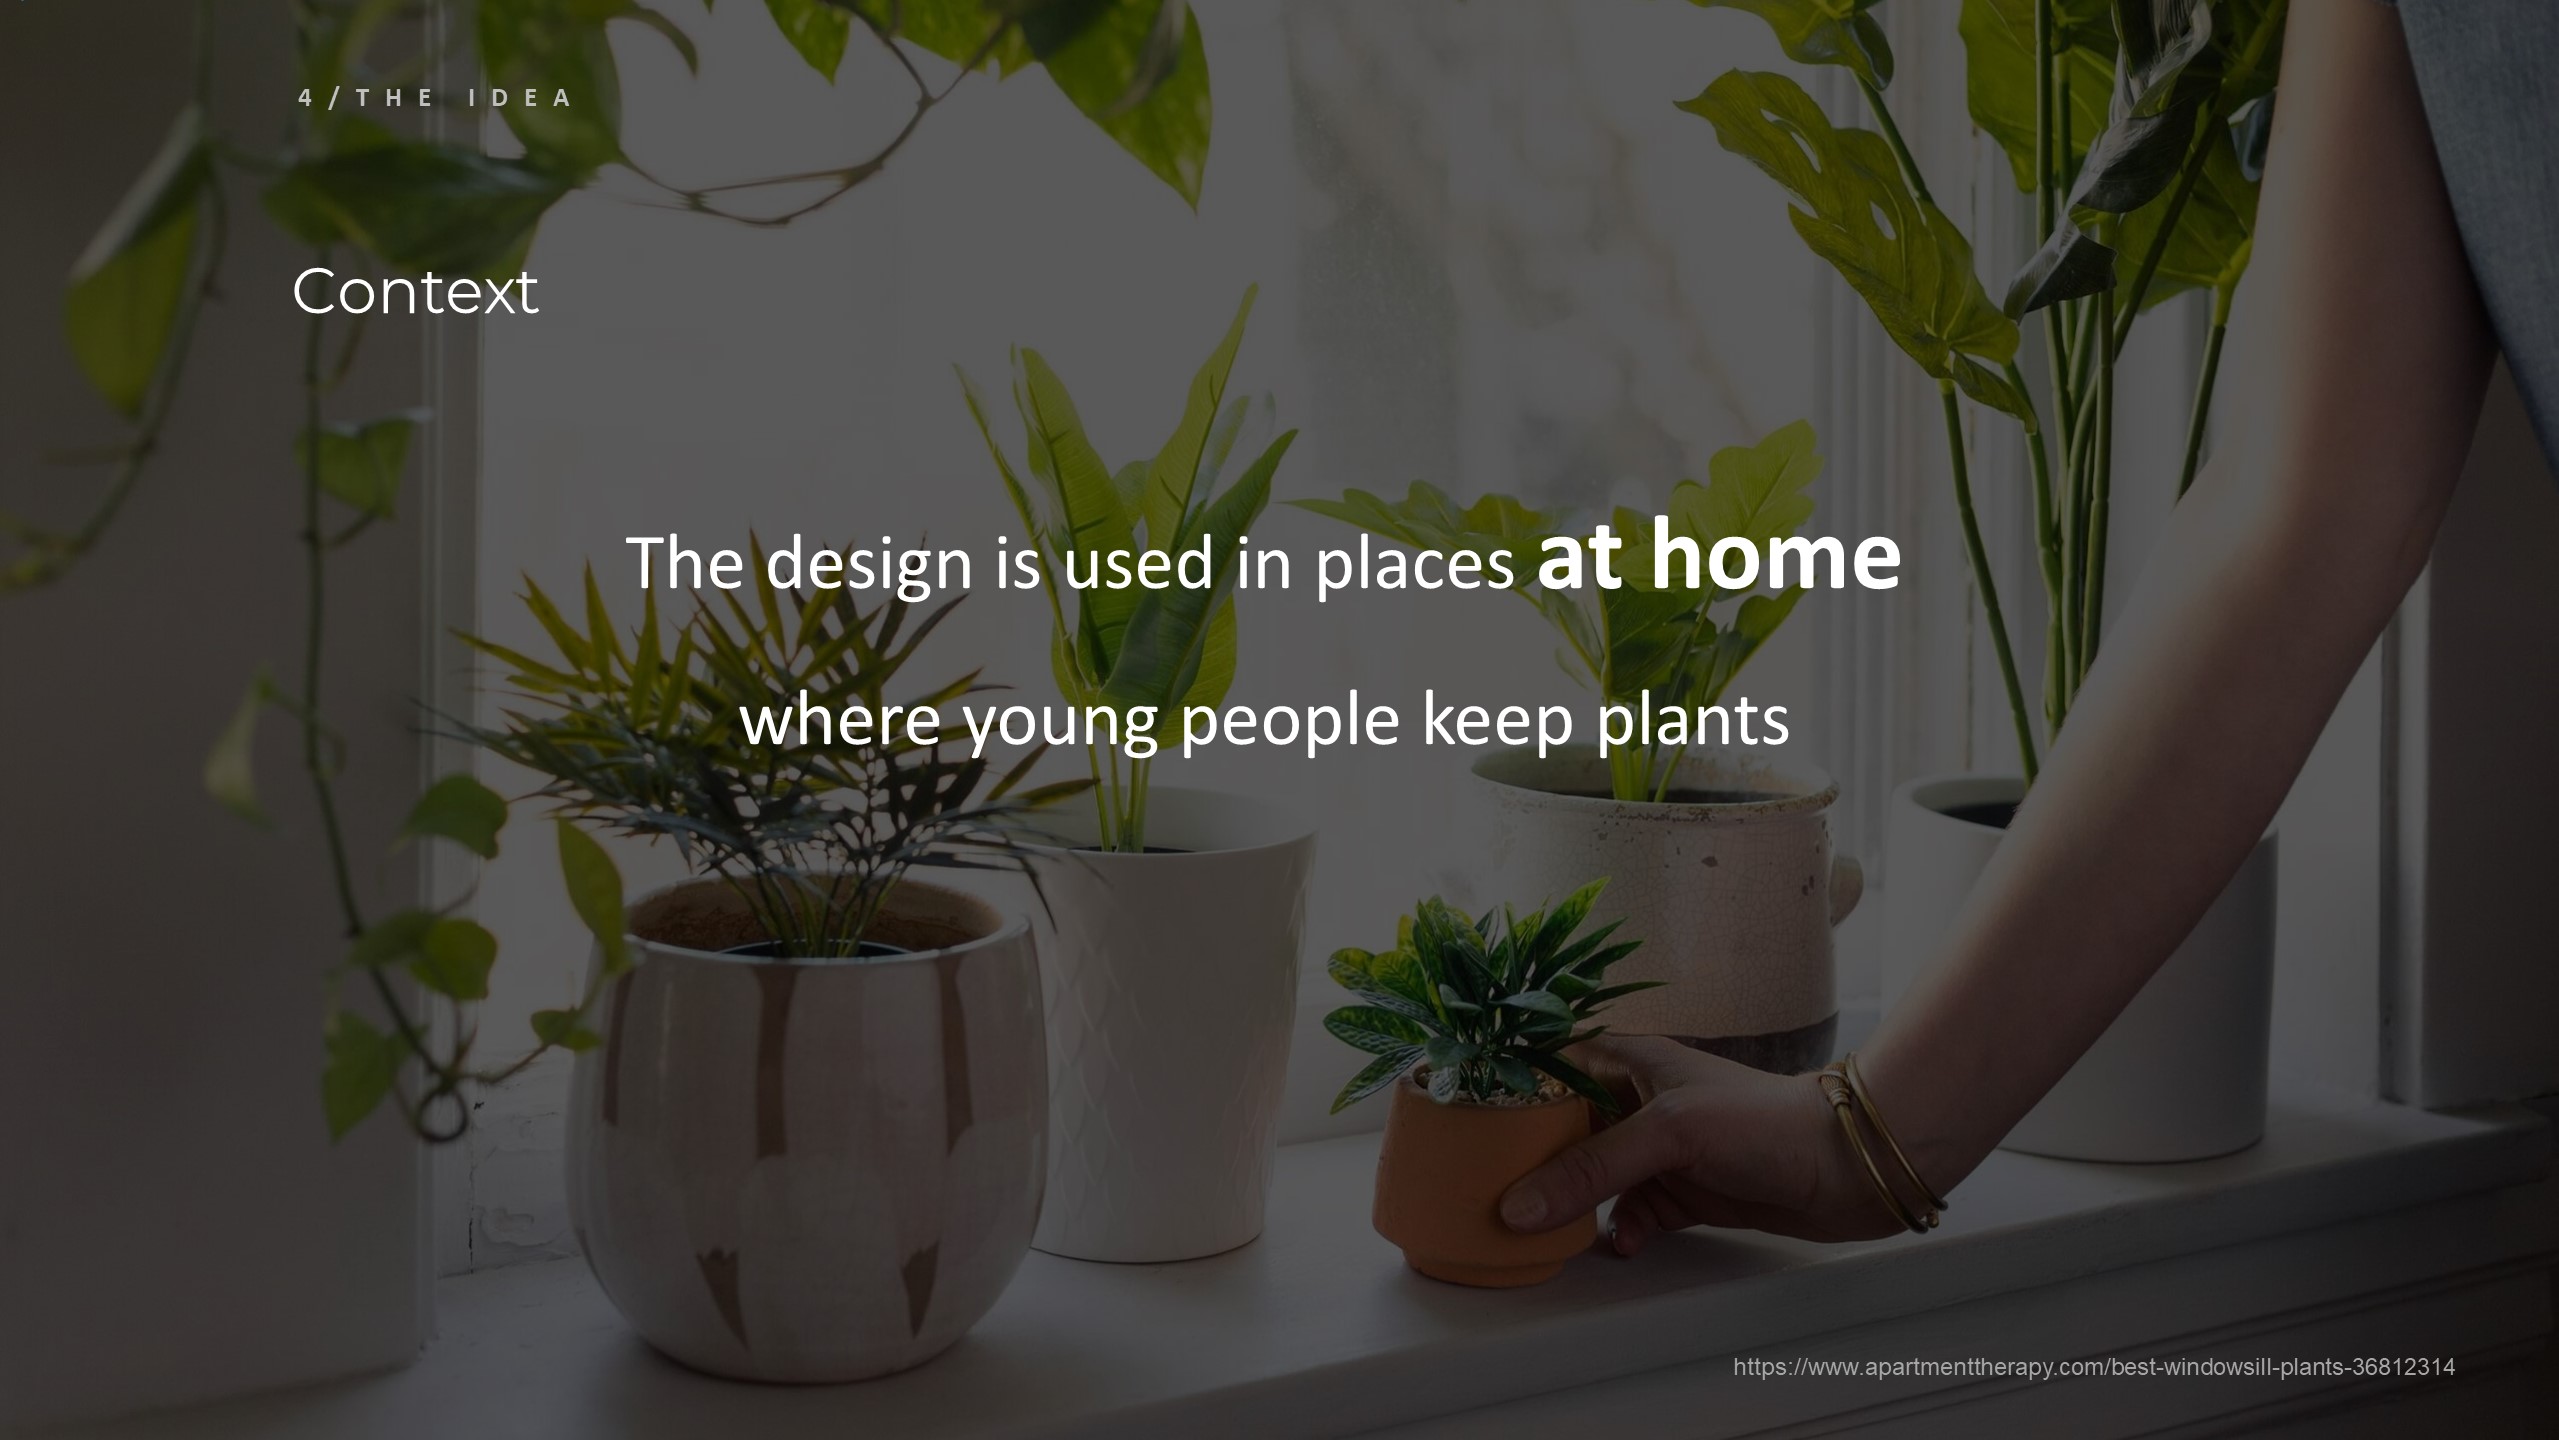 4/THE IDEA
Context
The design is used in places at home
where young people keep plants
https://www.apartmenttherapy.com/best-windowsill-plants-36812314